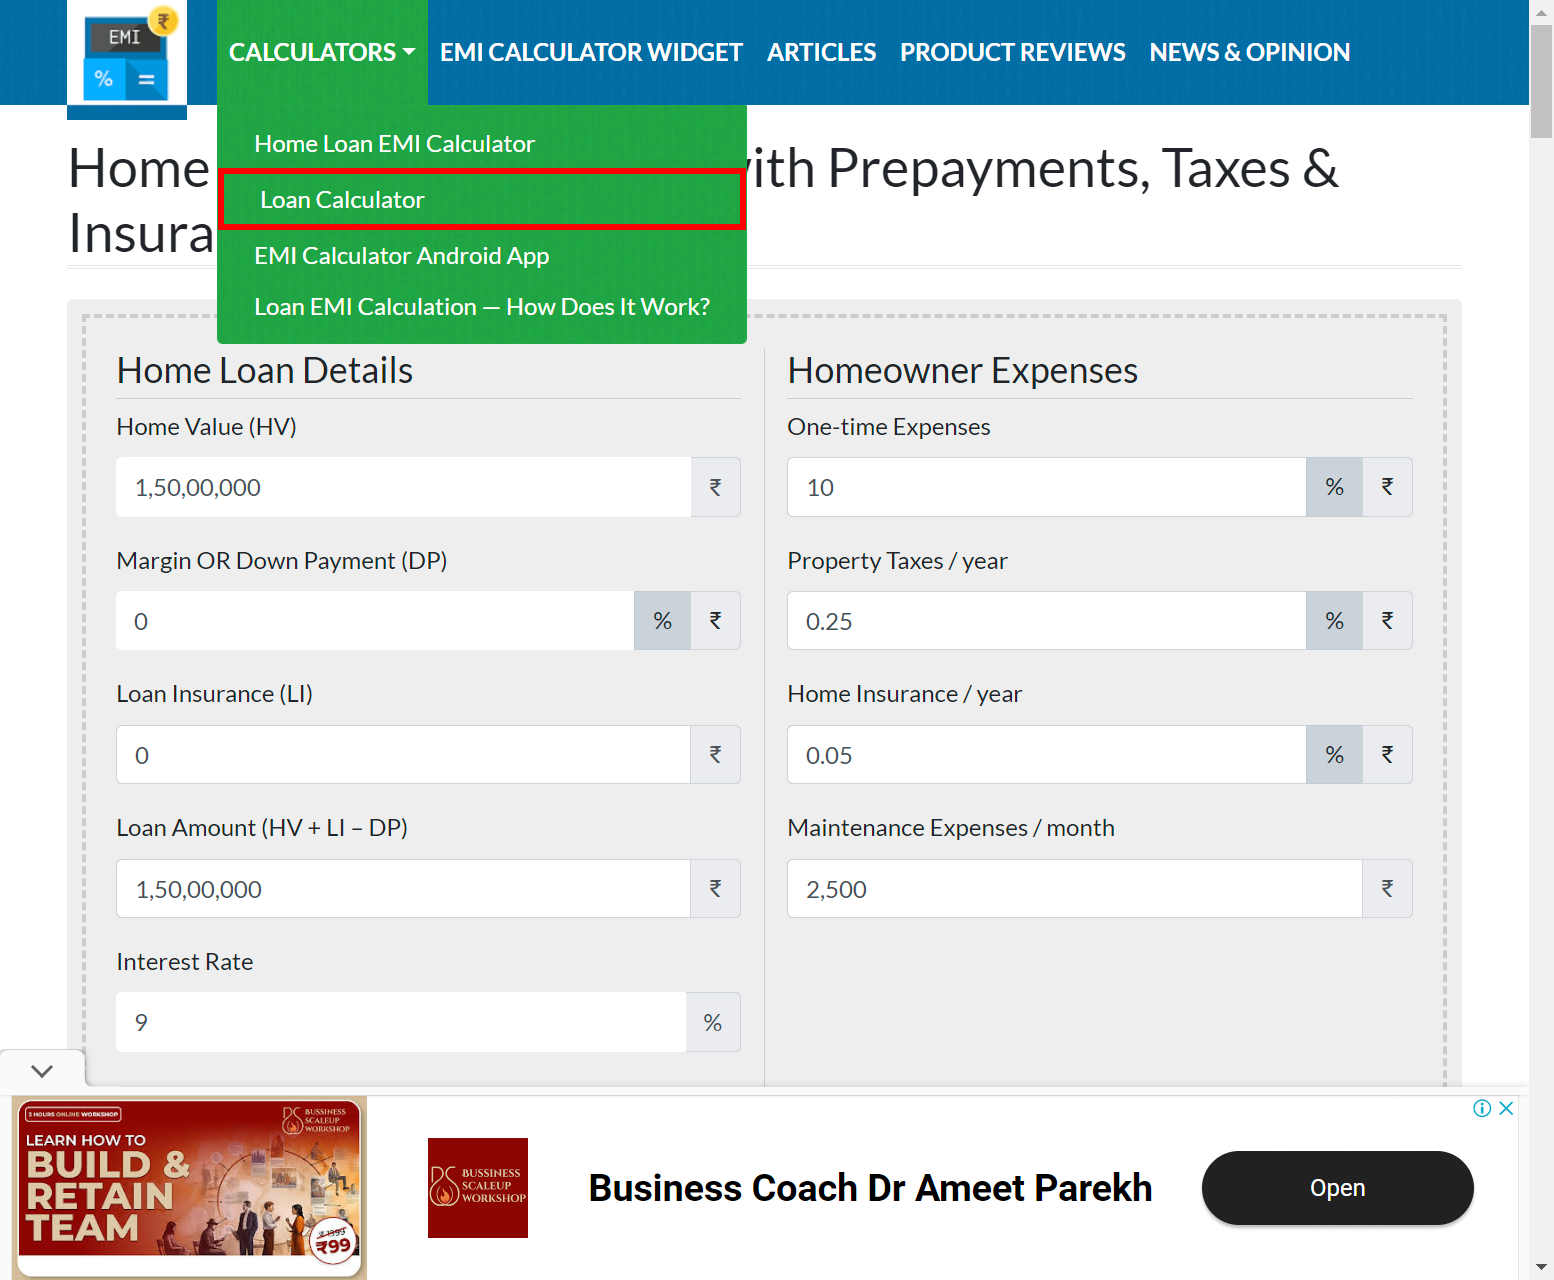 EMI
₹
%
=
CALCULATORS
EMI CALCULATOR WIDGET
ARTICLES
PRODUCT REVIEWS
NEWS & OPINION
Home Loan EMI Calculator
Loan Calculator
EMI Calculator Android App
Loan EMI Calculation — How Does It Work?
Home
ith Prepayments, Taxes &
Insura
Home Loan Details
Home Value (HV)
1,50,00,000 ₹
Margin OR Down Payment (DP)
0 % ₹
Loan Insurance (LI)
0 ₹
Loan Amount (HV + LI – DP)
1,50,00,000 ₹
Interest Rate
9 %
Homeowner Expenses
One-time Expenses
10 % ₹
Property Taxes / year
0.25 % ₹
Home Insurance / year
0.05 % ₹
Maintenance Expenses / month
2,500 ₹
3 HOURS ONLINE WORKSHOP
BUSSINESS
SCALEUP
WORKSHOP
LEARN HOW TO
BUILD &
RETAIN
TEAM
₹ 1399
₹99
BUSSINESS
SCALEUP
WORKSHOP
Business Coach Dr Ameet Parekh
Open